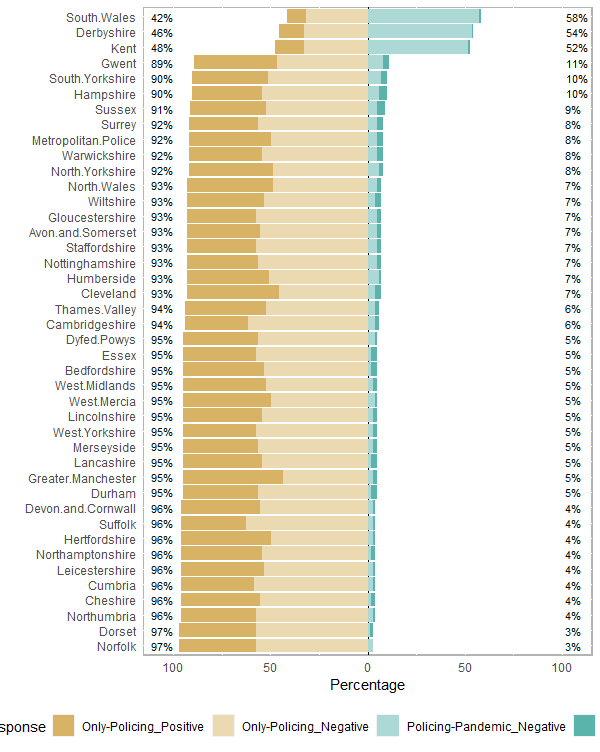 South.Wales 42% 58%
Derbyshire 46% 54%
Kent 48% 52%
Gwent 89% 11%
South.Yorkshire 90% 10%
Hampshire 90% 10%
Sussex 91% 9%
Surrey 92% 8%
Metropolitan.Police 92% 8%
Warwickshire 92% 8%
North.Yorkshire 92% 8%
North.Wales 93% 7%
Wiltshire 93% 7%
Gloucestershire 93% 7%
Avon.and.Somerset 93% 7%
Staffordshire 93% 7%
Nottinghamshire 93% 7%
Humberside 93% 7%
Cleveland 93% 7%
Thames.Valley 94% 6%
Cambridgeshire 94% 6%
Dyfed.Powys 95% 5%
Essex 95% 5%
Bedfordshire 95% 5%
West.Midlands 95% 5%
West.Mercia 95% 5%
Lincolnshire 95% 5%
West.Yorkshire 95% 5%
Merseyside 95% 5%
Lancashire 95% 5%
Greater.Manchester 95% 5%
Durham 95% 5%
Devon.and.Cornwall 96% 4%
Suffolk 96% 4%
Hertfordshire 96% 4%
Northamptonshire 96% 4%
Leicestershire 96% 4%
Cumbria 96% 4%
Cheshire 96% 4%
Northumbria 96% 4%
Dorset 97% 3%
Norfolk 97% 3%
100 50 0 50 100
Percentage
sponse Only-Policing_Positive Only-Policing_Negative Policing-Pandemic_Negative